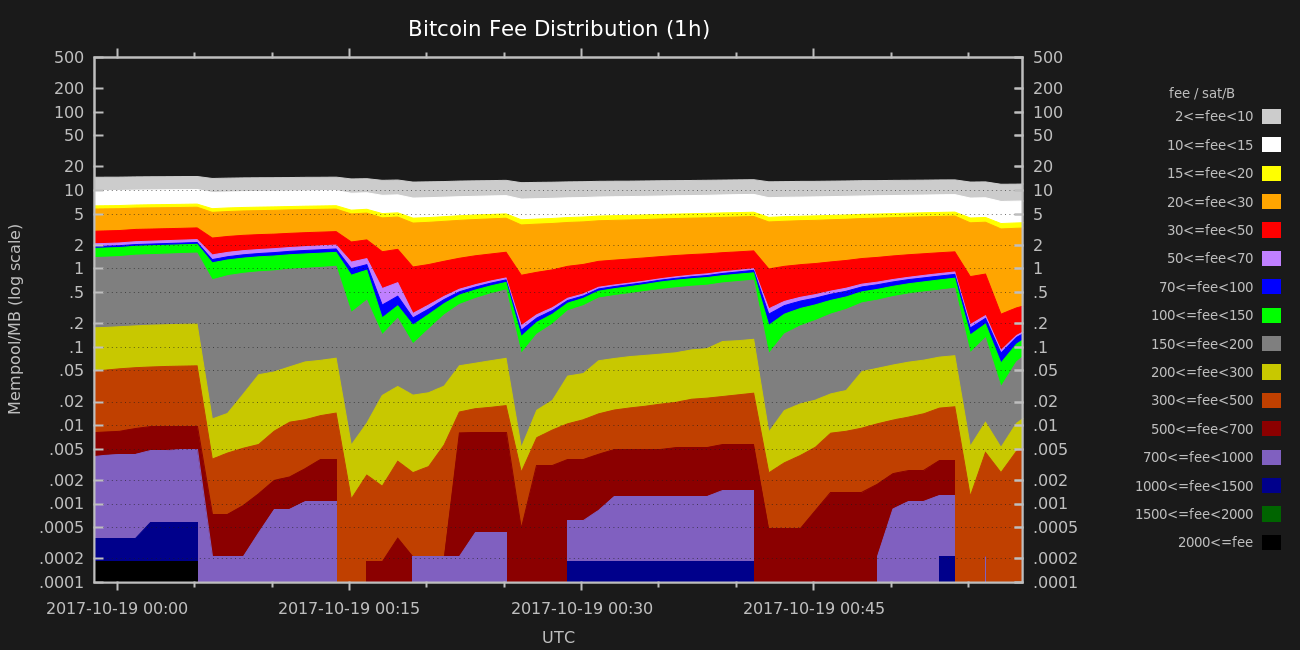 Bitcoin Fee Distribution (1h)
500 500
200 200
100 100
50 50
20 20
10 10
5 5
2 2
1 1
.5 .5
.2 .2
.1 .1
.05 .05
.02 .02
.01 .01
.005 .005
.002 .002
.001 .001
.0005 .0005
.0002 .0002
.0001 .0001
Mempool/MB (log scale)
2017-10-19 00:00 2017-10-19 00:15 2017-10-19 00:30 2017-10-19 00:45
UTC
fee / sat/B
2<=fee<10
10<=fee<15
15<=fee<20
20<=fee<30
30<=fee<50
50<=fee<70
70<=fee<100
100<=fee<150
150<=fee<200
200<=fee<300
300<=fee<500
500<=fee<700
700<=fee<1000
1000<=fee<1500
1500<=fee<2000
2000<=fee